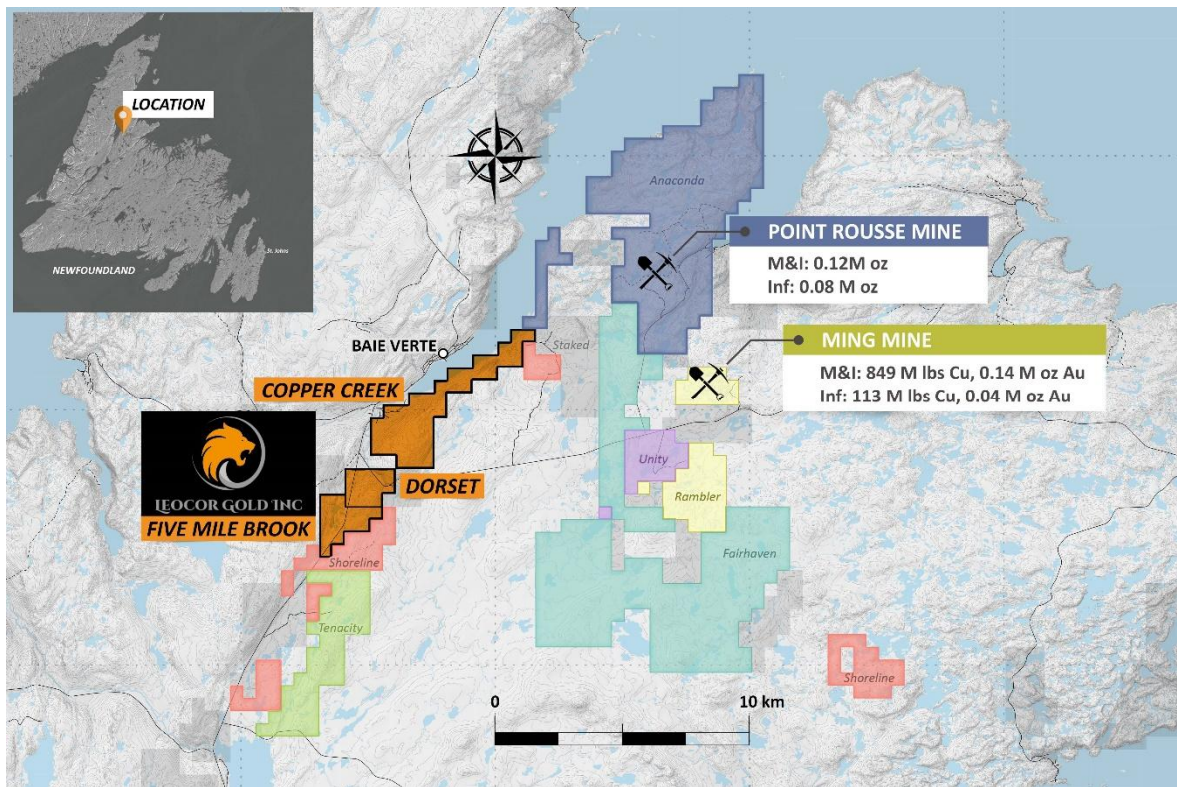 LOCATION
St. Johns
NEWFOUNDLAND
Anaconda
POINT ROUSSE MINE
M&I: 0.12M oz
Inf: 0.08 M oz
BAIE VERTE
Staked
MING MINE
M&I: 849 M lbs Cu, 0.14 M oz Au
Inf: 113 M lbs Cu, 0.04 M oz Au
COPPER CREEK
LEOCOR GOLD INC
FIVE MILE BROOK
DORSET
Unity
Rambler
Shoreline
Fairhaven
Tenacity
Shoreline
0
10 km